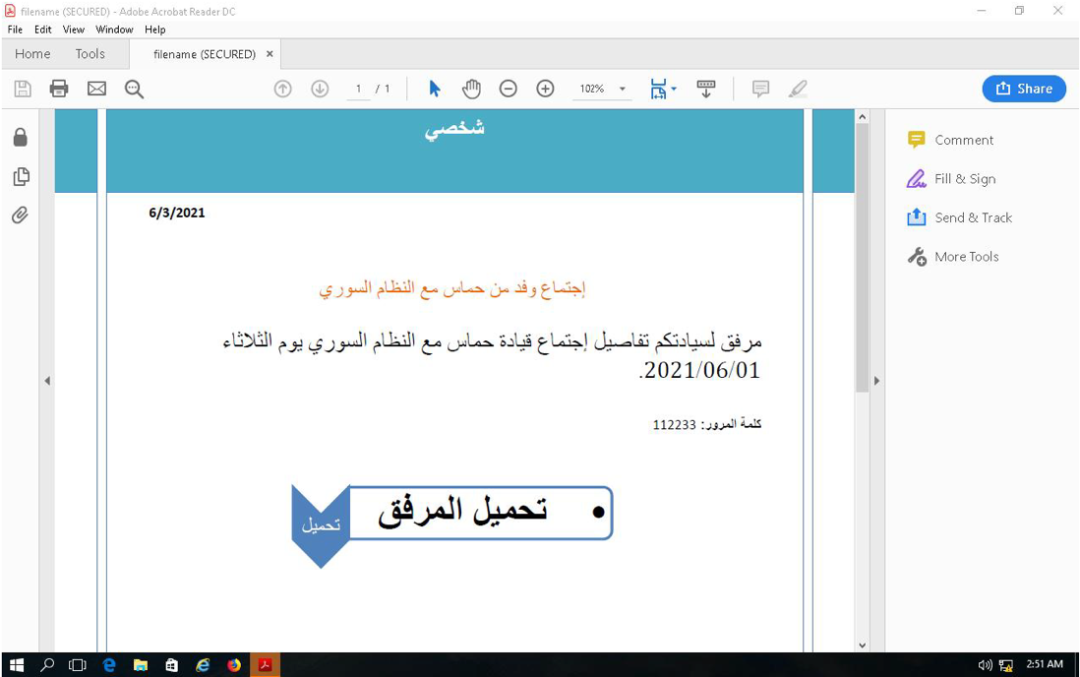 filename (SECURED) - Adobe Acrobat Reader DC
File Edit View Window Help
Home Tools filename (SECURED) ×
1 / 1 102% Share
شخصي
6/3/2021
إجتماع وفد من حماس مع النظام السوري
مرفق لسيادتكم تفاصيل إجتماع قيادة حماس مع النظام السوري يوم الثلاثاء
2021/06/01.
كلمة المرور: 112233
• تحميل المرفق
تحميل
Comment
Fill & Sign
Send & Track
More Tools
2:51 AM